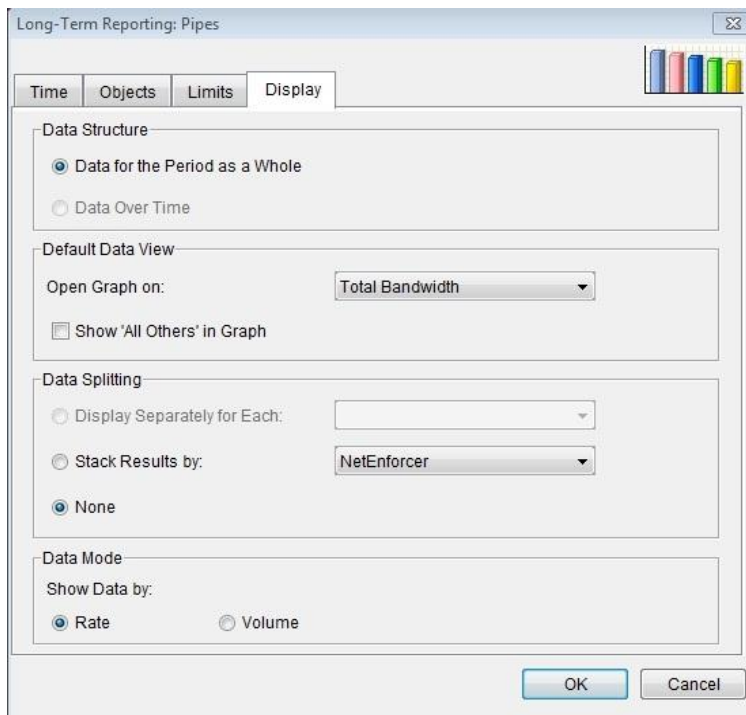 Long-Term Reporting: Pipes
Time Objects Limits Display
Data Structure
Data for the Period as a Whole
Data Over Time
Default Data View
Open Graph on: Total Bandwidth
Show 'All Others' in Graph
Data Splitting
Display Separately for Each:
Stack Results by: NetEnforcer
None
Data Mode
Show Data by:
Rate Volume
OK Cancel